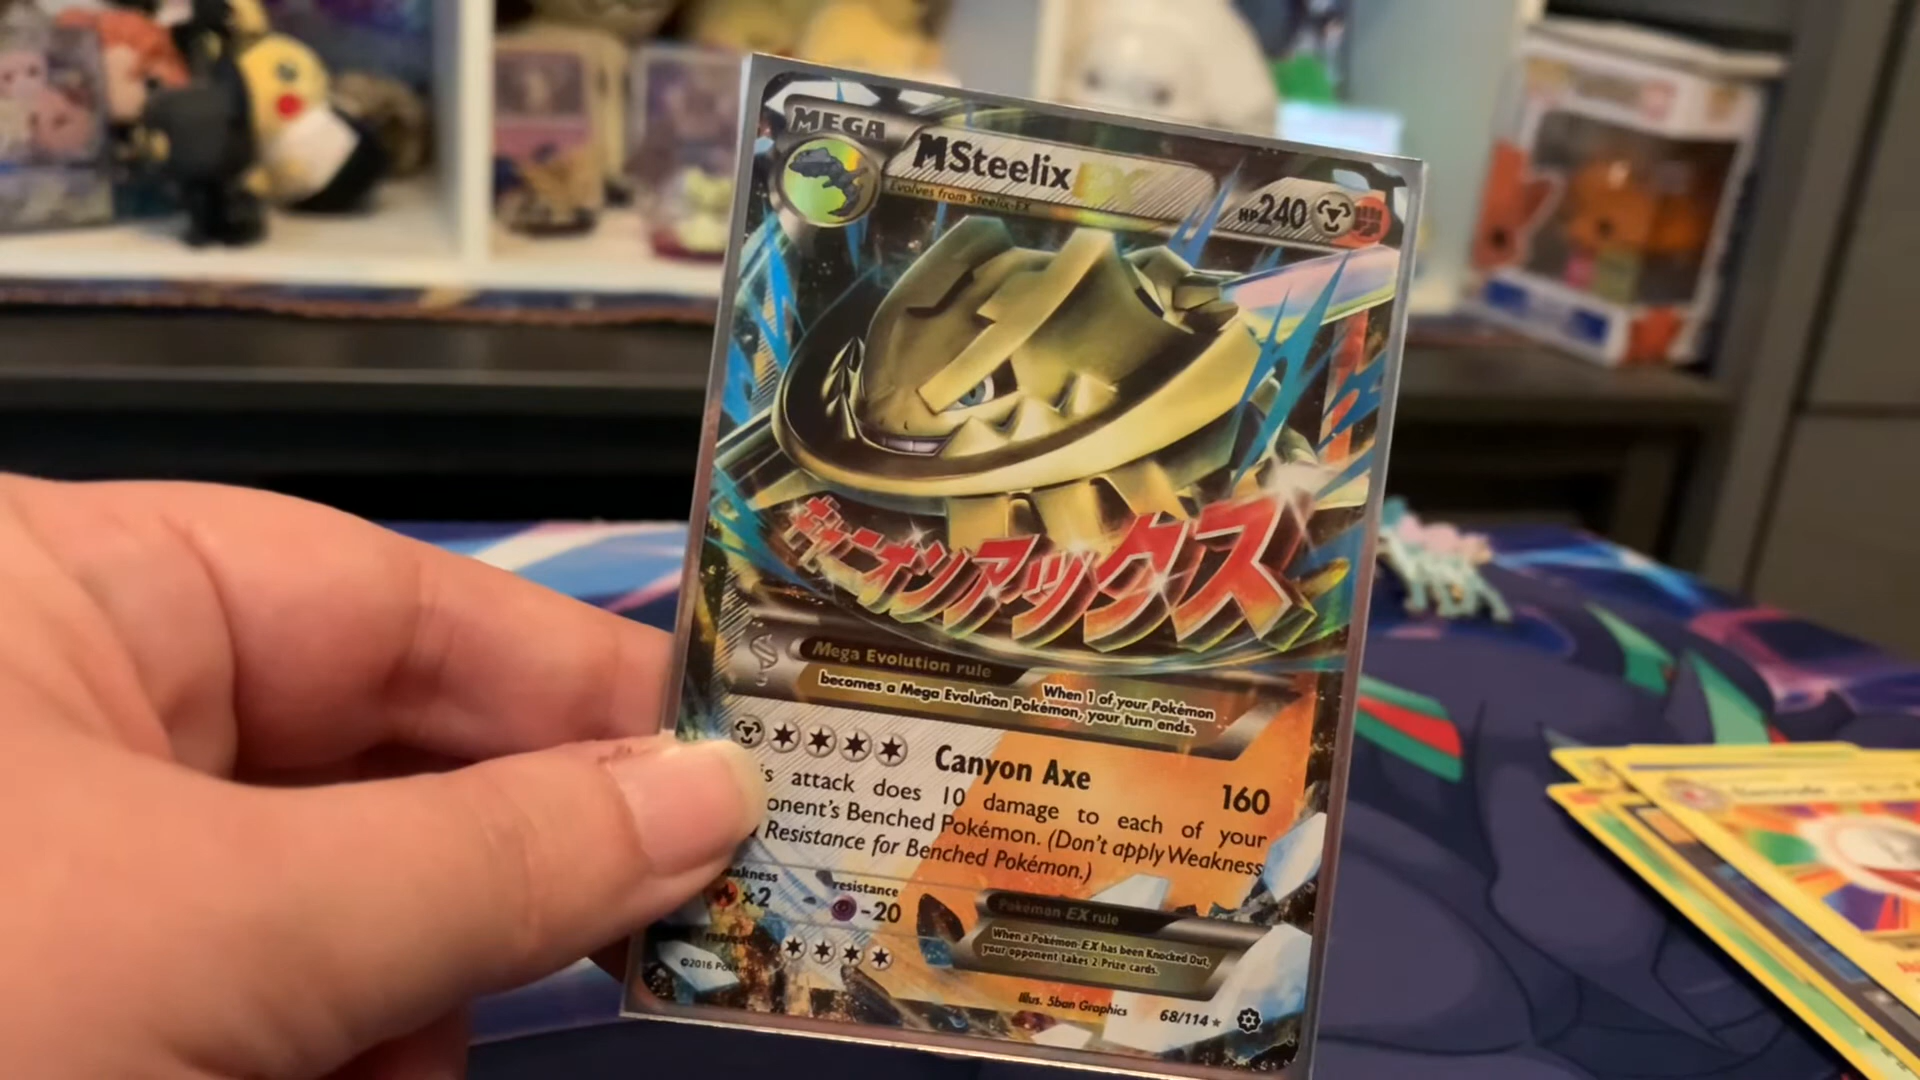 MEGA
MSteelix EX
Evolves from Steelix-EX
HP240
キャニオンアックス
Mega Evolution rule
When 1 of your Pokémon
becomes a Mega Evolution Pokémon, your turn ends.
Canyon Axe 160
attack does 10 damage to each of your
Benched Pokémon. (Don't apply Weakness
Resistance for Benched Pokémon.)
×2
resistance
-20
Pokémon EX rule
When a Pokémon-EX has been Knocked Out,
your opponent takes 2 Prize cards.
©2016
Illus. 5ban Graphics
68/114